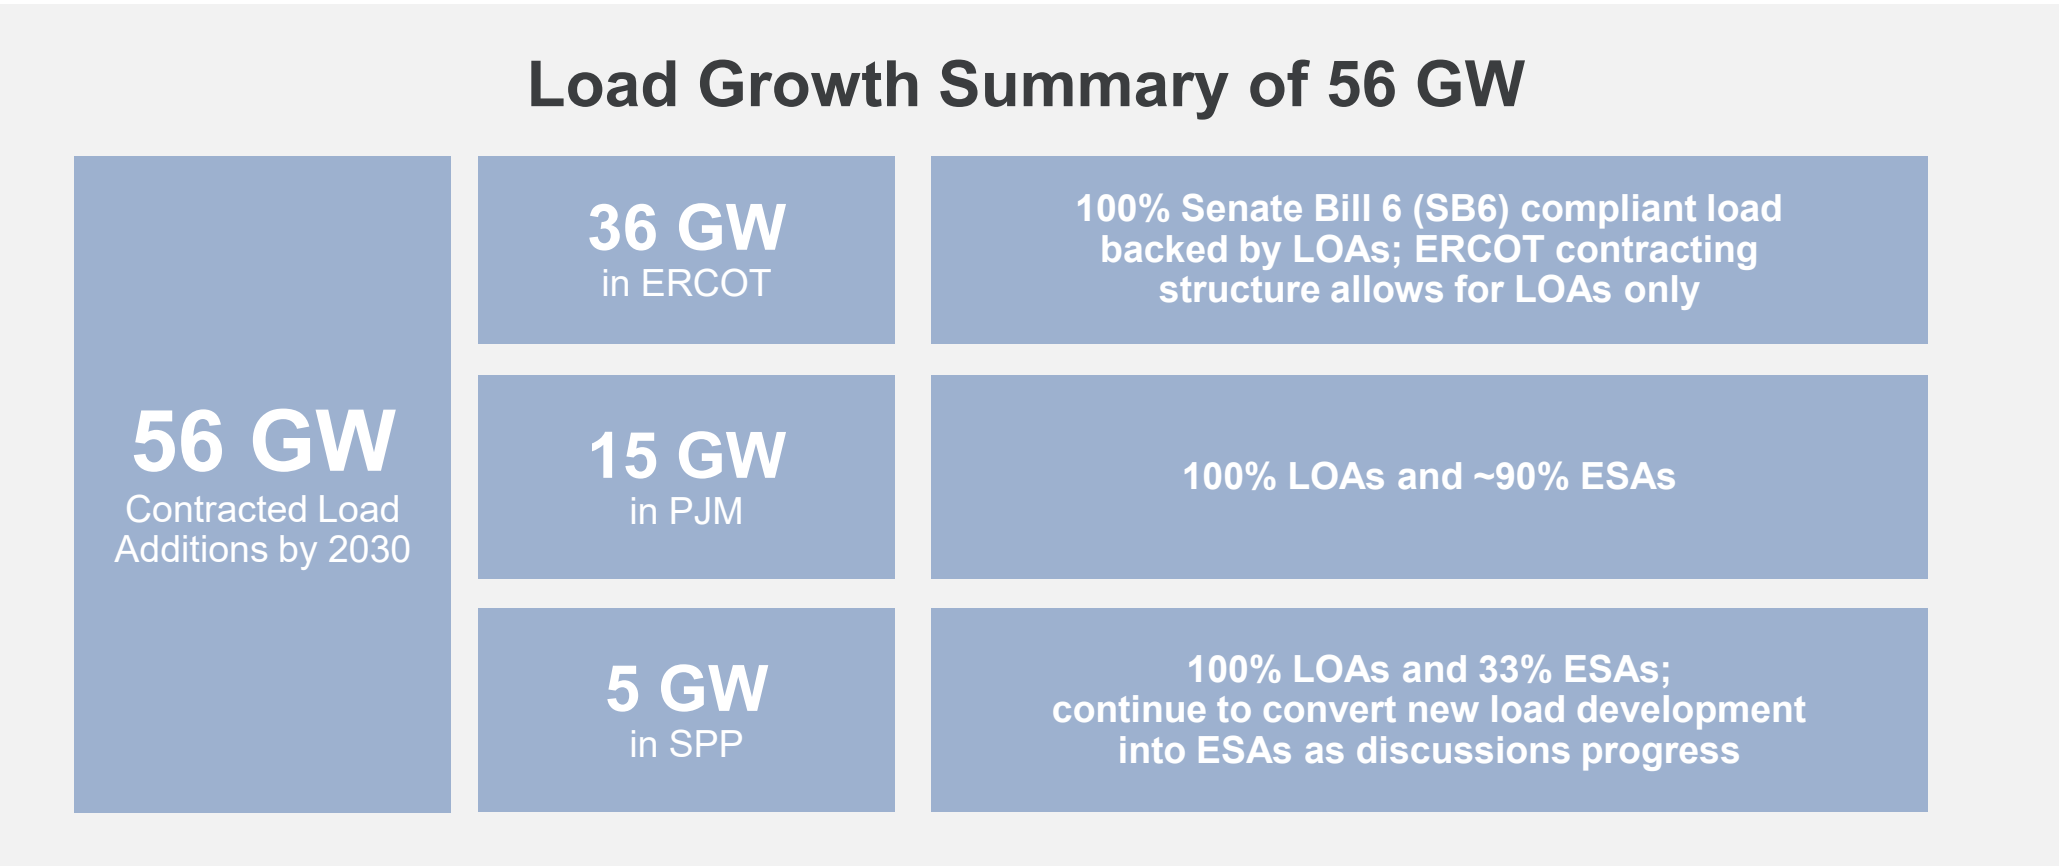 Load Growth Summary of 56 GW
56 GW
Contracted Load
Additions by 2030
36 GW
in ERCOT
100% Senate Bill 6 (SB6) compliant load
backed by LOAs; ERCOT contracting
structure allows for LOAs only
15 GW
in PJM
100% LOAs and ~90% ESAs
5 GW
in SPP
100% LOAs and 33% ESAs;
continue to convert new load development
into ESAs as discussions progress